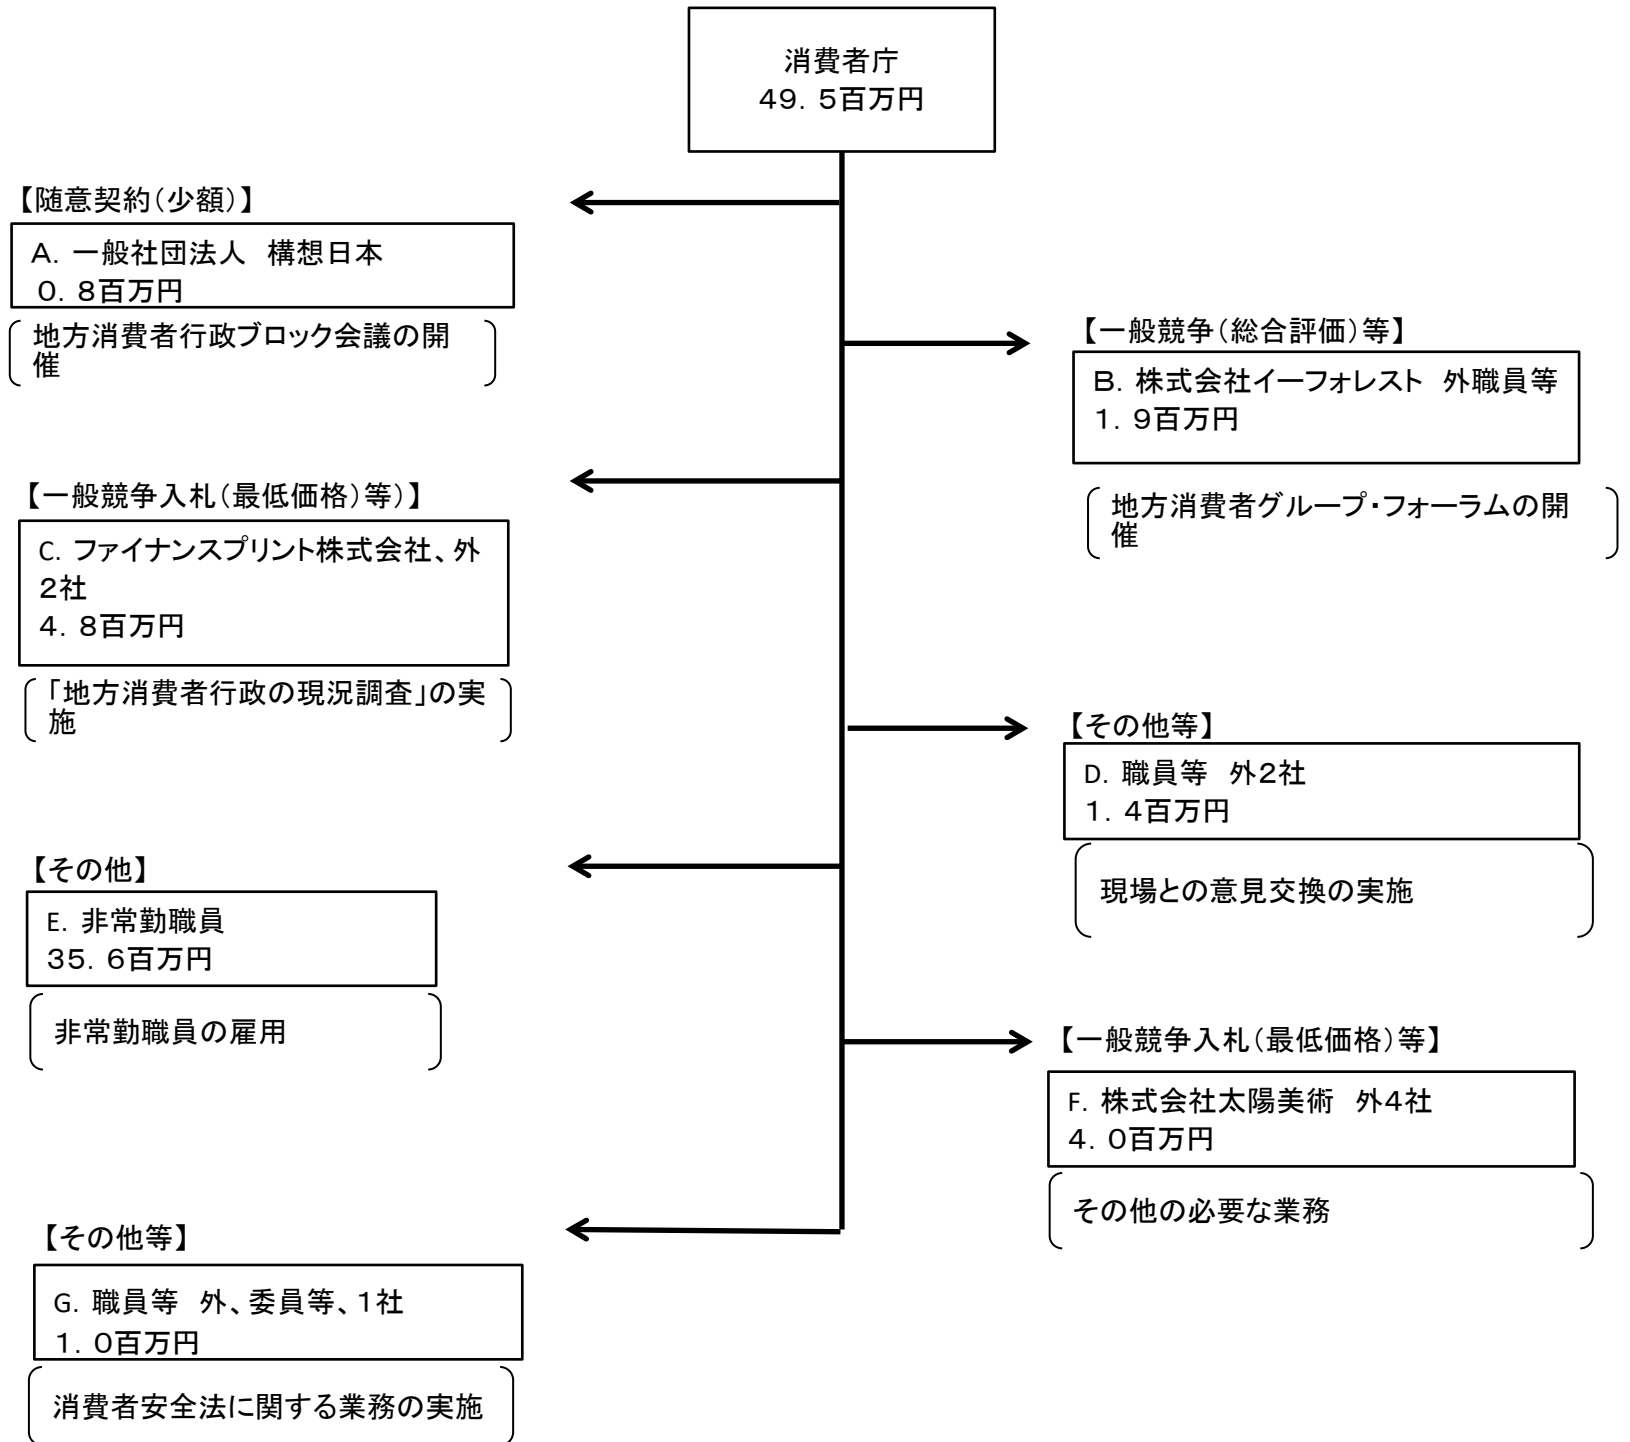 消費者庁
４９．５百万円
【随意契約（少額）】
Ａ．一般社団法人　構想日本
０．８百万円
地方消費者行政ブロック会議の開
催
【一般競争（総合評価）等】
Ｂ．株式会社イーフォレスト　外職員等
１．９百万円
地方消費者グループ・フォーラムの開
催
【一般競争入札（最低価格）等）】
C．ファイナンスプリント株式会社、外
２社
４．８百万円
「地方消費者行政の現況調査」の実
施
【その他等】
D．職員等　外２社
１．４百万円
現場との意見交換の実施
【その他】
E．非常勤職員
３５．６百万円
非常勤職員の雇用
【一般競争入札（最低価格）等】
F．株式会社太陽美術　外４社
４．０百万円
その他の必要な業務
【その他等】
G．職員等　外、委員等、１社
１．０百万円
消費者安全法に関する業務の実施